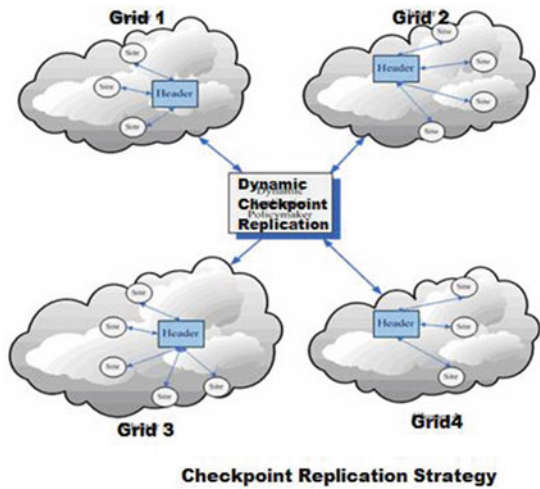 Grid 1
Grid 2
Site
Site
Site
Header
Site
Site
Site
Site
Header
Dynamic
Checkpoint
Replication
Policymaker
Site
Site
Site
Site
Site
Header
Site
Site
Site
Header
Grid 3
Grid4
Checkpoint Replication Strategy